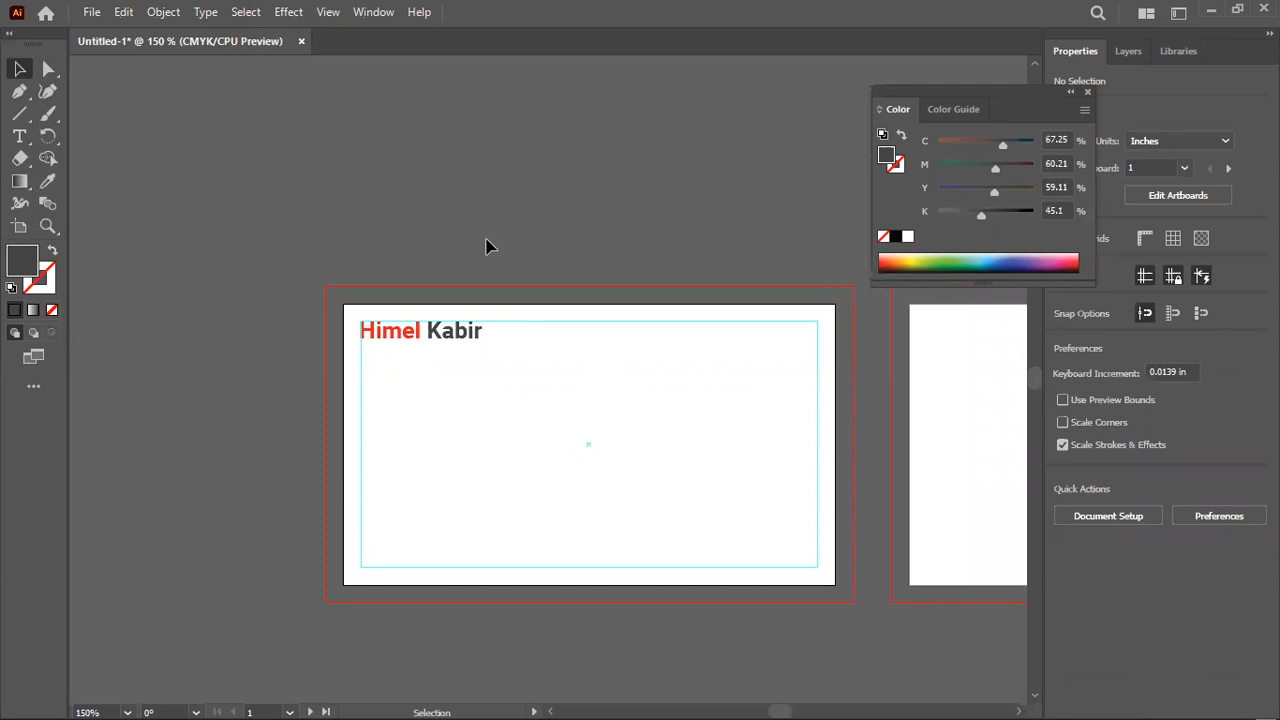 Ai File Edit Object Type Select Effect View Window Help
Untitled-1* @ 150 % (CMYK/CPU Preview) ×
Properties Layers Libraries
No Selection
Color Color Guide
C 67.25 %
M 60.21 %
Y 59.11 %
K 45.1 %
Units: Inches
board: 1
Edit Artboards
ids
Snap Options
Preferences
Keyboard Increment: 0.0139 in
Use Preview Bounds
Scale Corners
Scale Strokes & Effects
Quick Actions
Document Setup Preferences
Himel Kabir
150% 0° 1 Selection